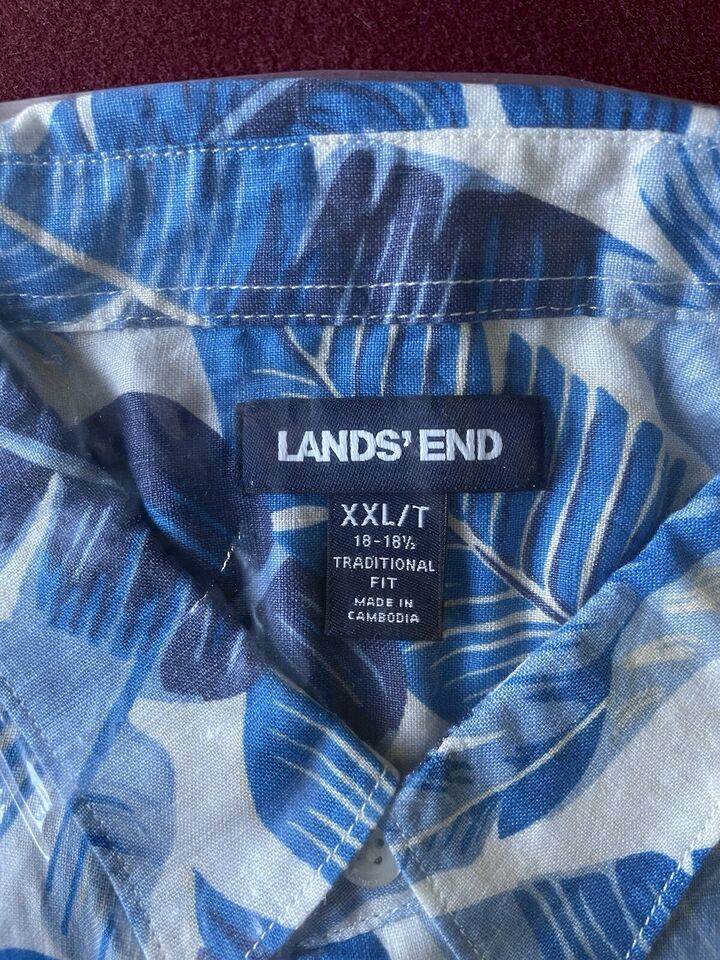 LANDS' END
XXL/T
18-18½
TRADITIONAL
FIT
MADE IN
CAMBODIA